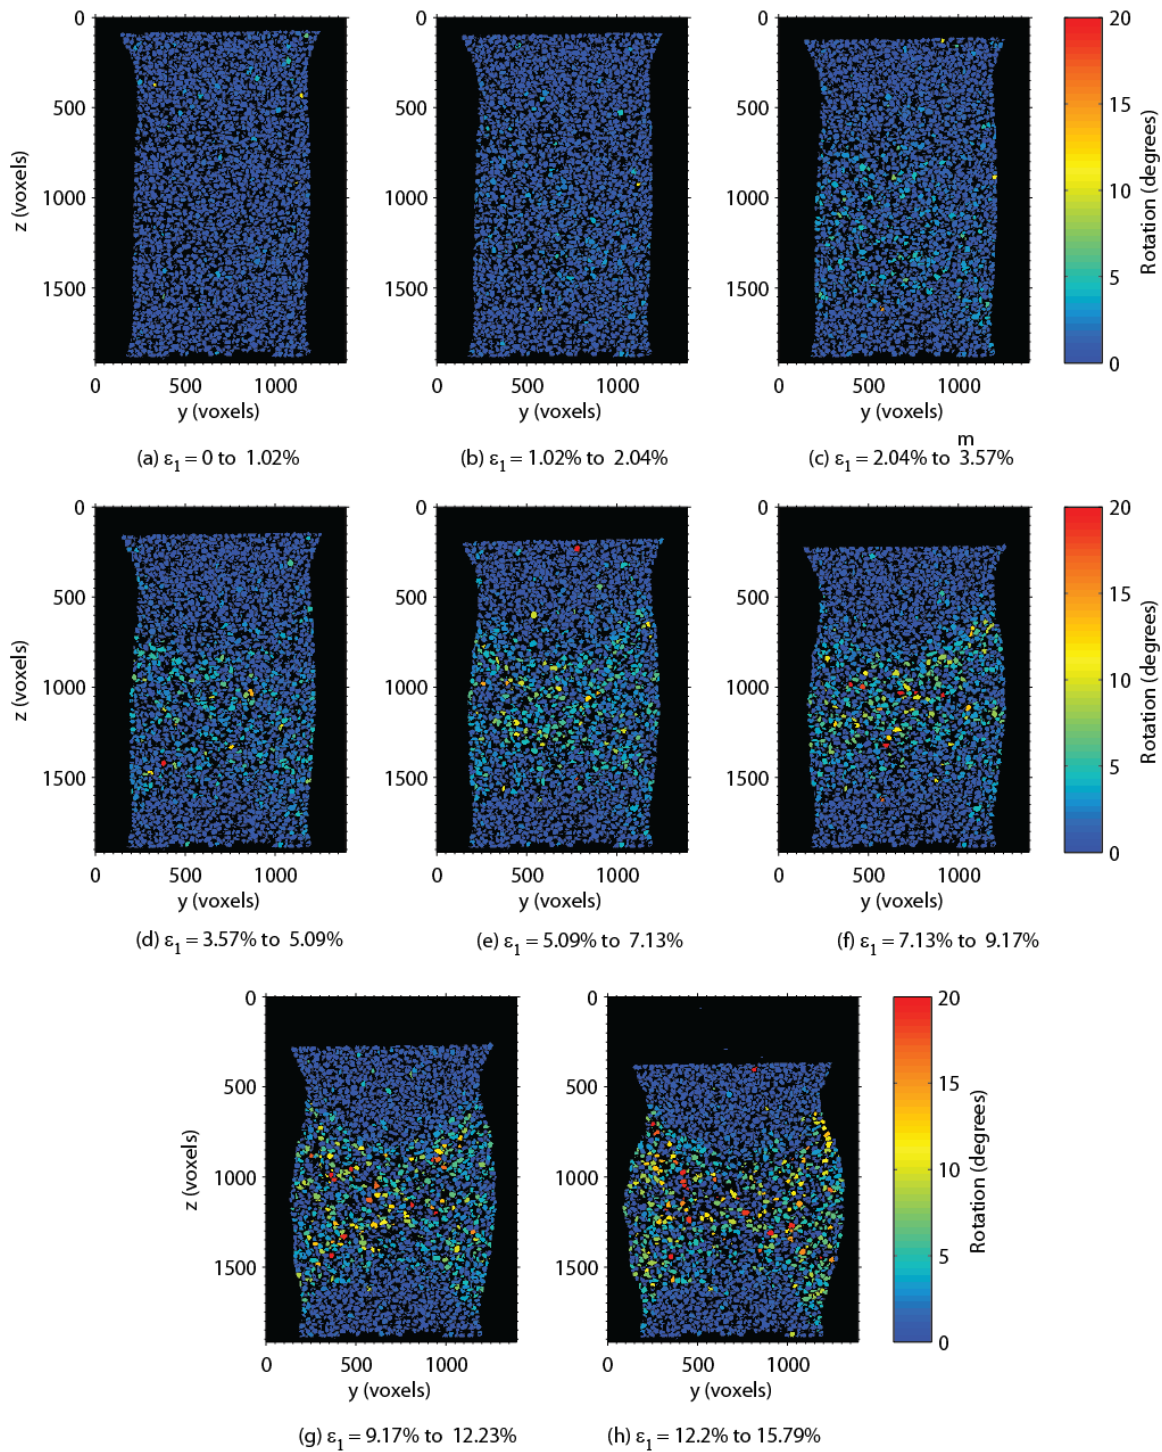 0
500
1000
1500
z (voxels)
0 500 1000
y (voxels)
(a) ε1 = 0 to 1.02%
0
500
1000
1500
0 500 1000
y (voxels)
(b) ε1 = 1.02% to 2.04%
0
500
1000
1500
0 500 1000
y (voxels)
m
(c) ε1 = 2.04% to 3.57%
20
15
10
5
0
Rotation (degrees)
0
500
1000
1500
z (voxels)
0 500 1000
y (voxels)
(d) ε1 = 3.57% to 5.09%
0
500
1000
1500
0 500 1000
y (voxels)
(e) ε1 = 5.09% to 7.13%
0
500
1000
1500
0 500 1000
y (voxels)
(f) ε1 = 7.13% to 9.17%
20
15
10
5
0
Rotation (degrees)
0
500
1000
1500
z (voxels)
0 500 1000
y (voxels)
(g) ε1 = 9.17% to 12.23%
0
500
1000
1500
0 500 1000
y (voxels)
(h) ε1 = 12.2% to 15.79%
20
15
10
5
0
Rotation (degrees)